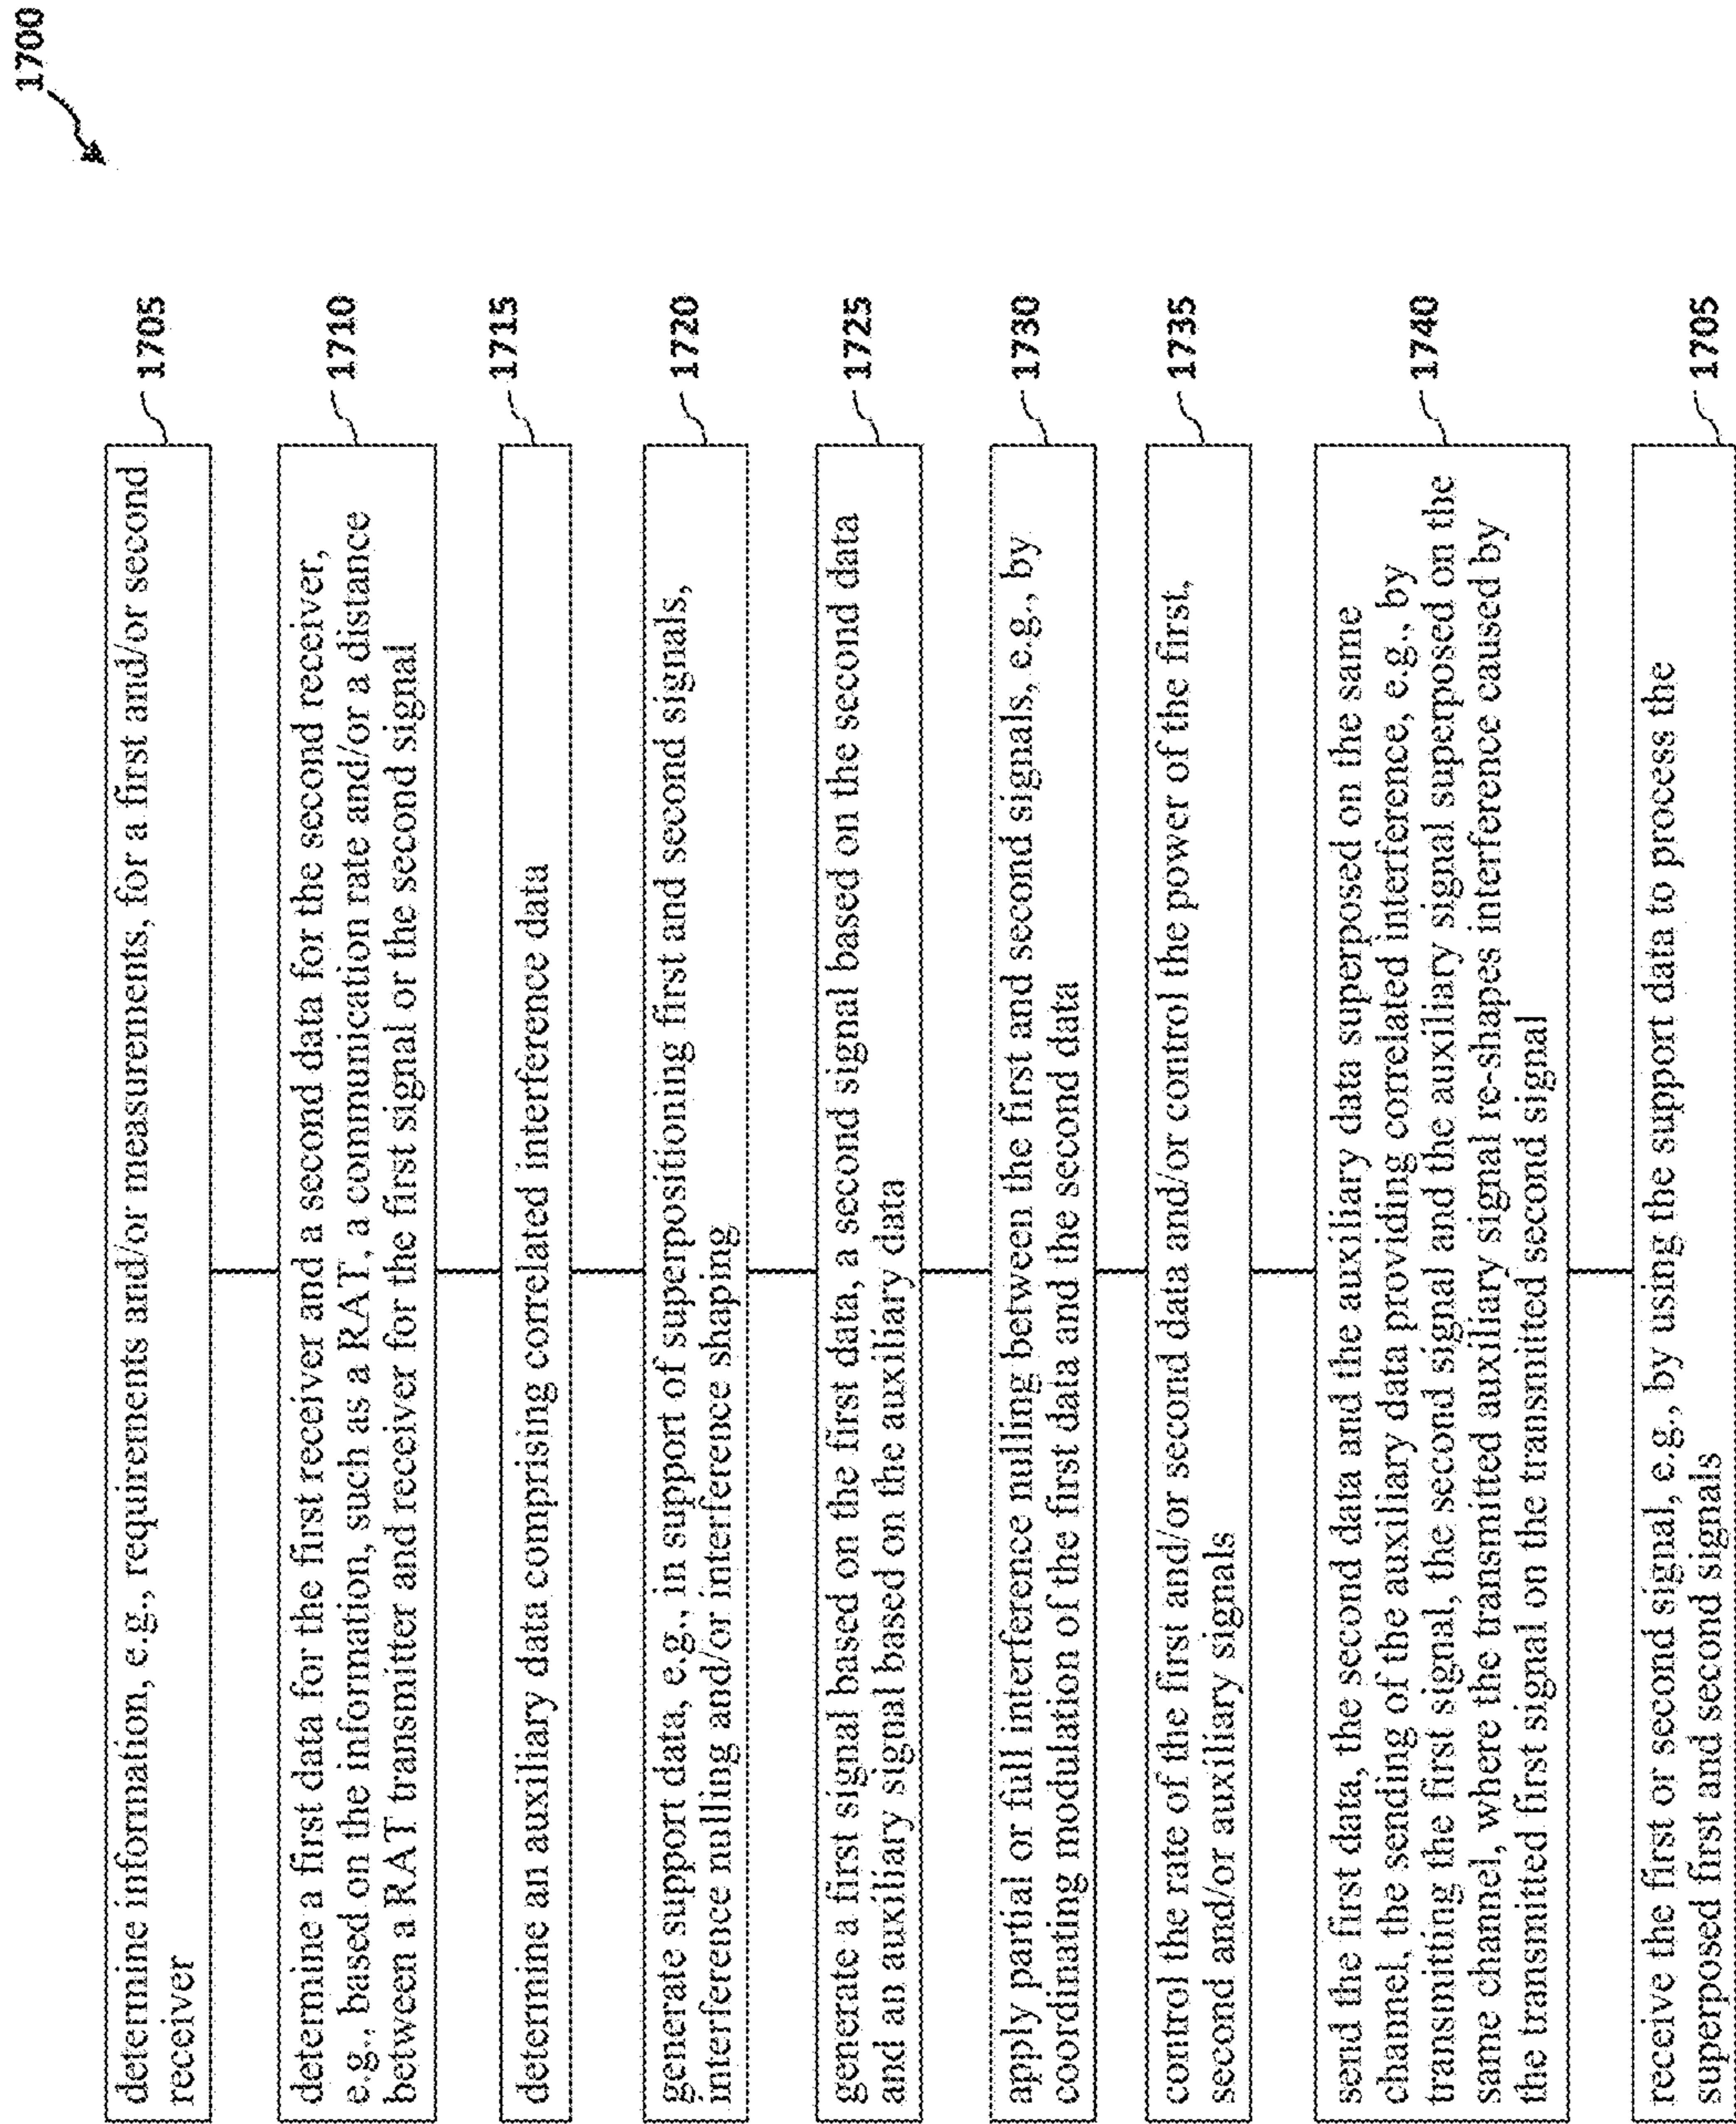 1700
determine information, e.g., requirements and/or measurements, for a first and/or second
receiver
1705
determine a first data for the first receiver and a second data for the second receiver,
e.g., based on the information, such as a RAT, a communication rate and/or a distance
between a RAT transmitter and receiver for the first signal or the second signal
1710
determine an auxiliary data comprising correlated interference data
1715
generate support data, e.g., in support of superpositioning first and second signals,
interference nulling and/or interference shaping
1720
generate a first signal based on the first data, a second signal based on the second data
and an auxiliary signal based on the auxiliary data
1725
apply partial or full interference nulling between the first and second signals, e.g., by
coordinating modulation of the first data and the second data
1730
control the rate of the first and/or second data and/or control the power of the first,
second and/or auxiliary signals
1735
send the first data, the second data and the auxiliary data superposed on the same
channel, the sending of the auxiliary data providing correlated interference, e.g., by
transmitting the first signal, the second signal and the auxiliary signal superposed on the
same channel, where the transmitted auxiliary signal re-shapes interference caused by
the transmitted first signal on the transmitted second signal
1740
receive the first or second signal, e.g., by using the support data to process the
superposed first and second signals
1705